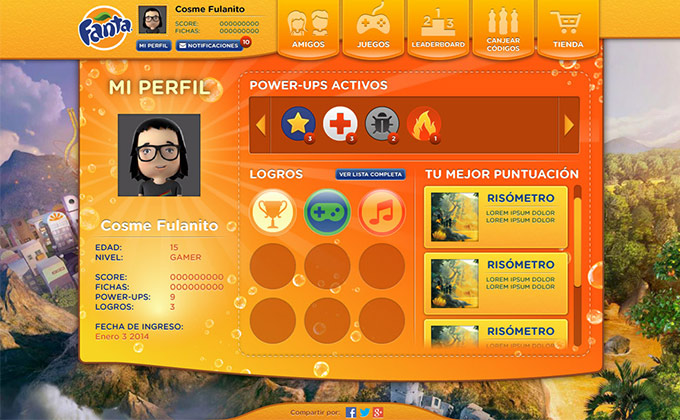 Fanta
Cosme Fulanito
SCORE: 000000000
FICHAS: 000000000
MI PERFIL
NOTIFICACIONES
10
AMIGOS
JUEGOS
2 1 3
LEADERBOARD
CANJEAR
CÓDIGOS
TIENDA
MI PERFIL
Cosme Fulanito
EDAD: 15
NIVEL: GAMER
SCORE: 000000000
FICHAS: 000000000
POWER-UPS: 9
LOGROS: 3
FECHA DE INGRESO:
Enero 3 2014
POWER-UPS ACTIVOS
3 3 2 1
LOGROS
VER LISTA COMPLETA
TU MEJOR PUNTUACIÓN
RISÓMETRO
LOREM IPSUM DOLOR
LOREM IPSUM DOLOR
RISÓMETRO
LOREM IPSUM DOLOR
LOREM IPSUM DOLOR
RISÓMETRO
LOREM IPSUM DOLOR
Compartir por: